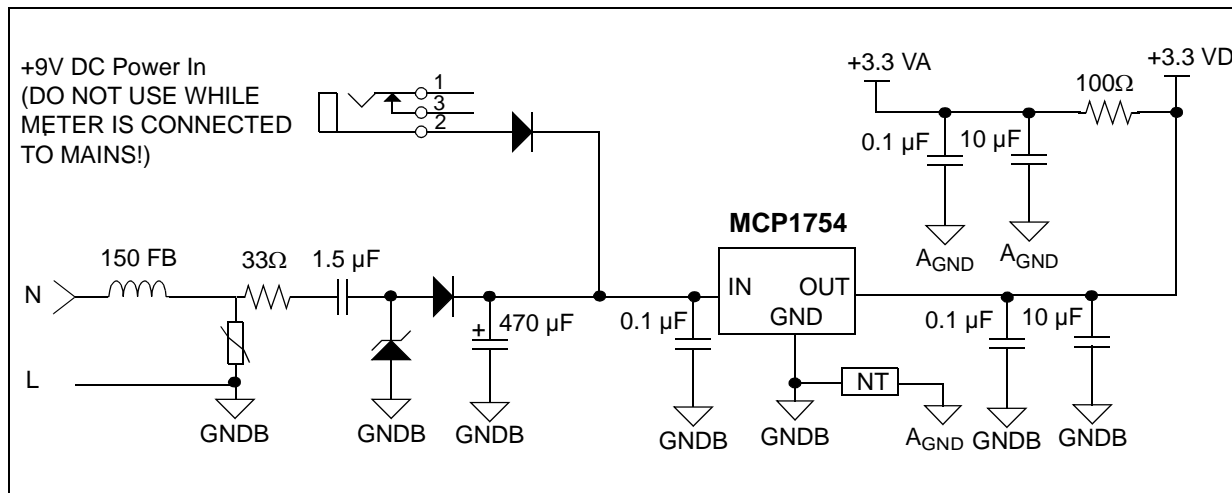 +9V DC Power In
(DO NOT USE WHILE
METER IS CONNECTED
TO MAINS!)
1
3
2
+3.3 VA
+3.3 VD
100Ω
0.1 µF
10 µF
AGND
AGND
MCP1754
IN
OUT
GND
150 FB
33Ω
1.5 µF
N
L
470 µF
+
0.1 µF
0.1 µF
10 µF
NT
GNDB
GNDB
GNDB
GNDB
GNDB
AGND
GNDB
GNDB